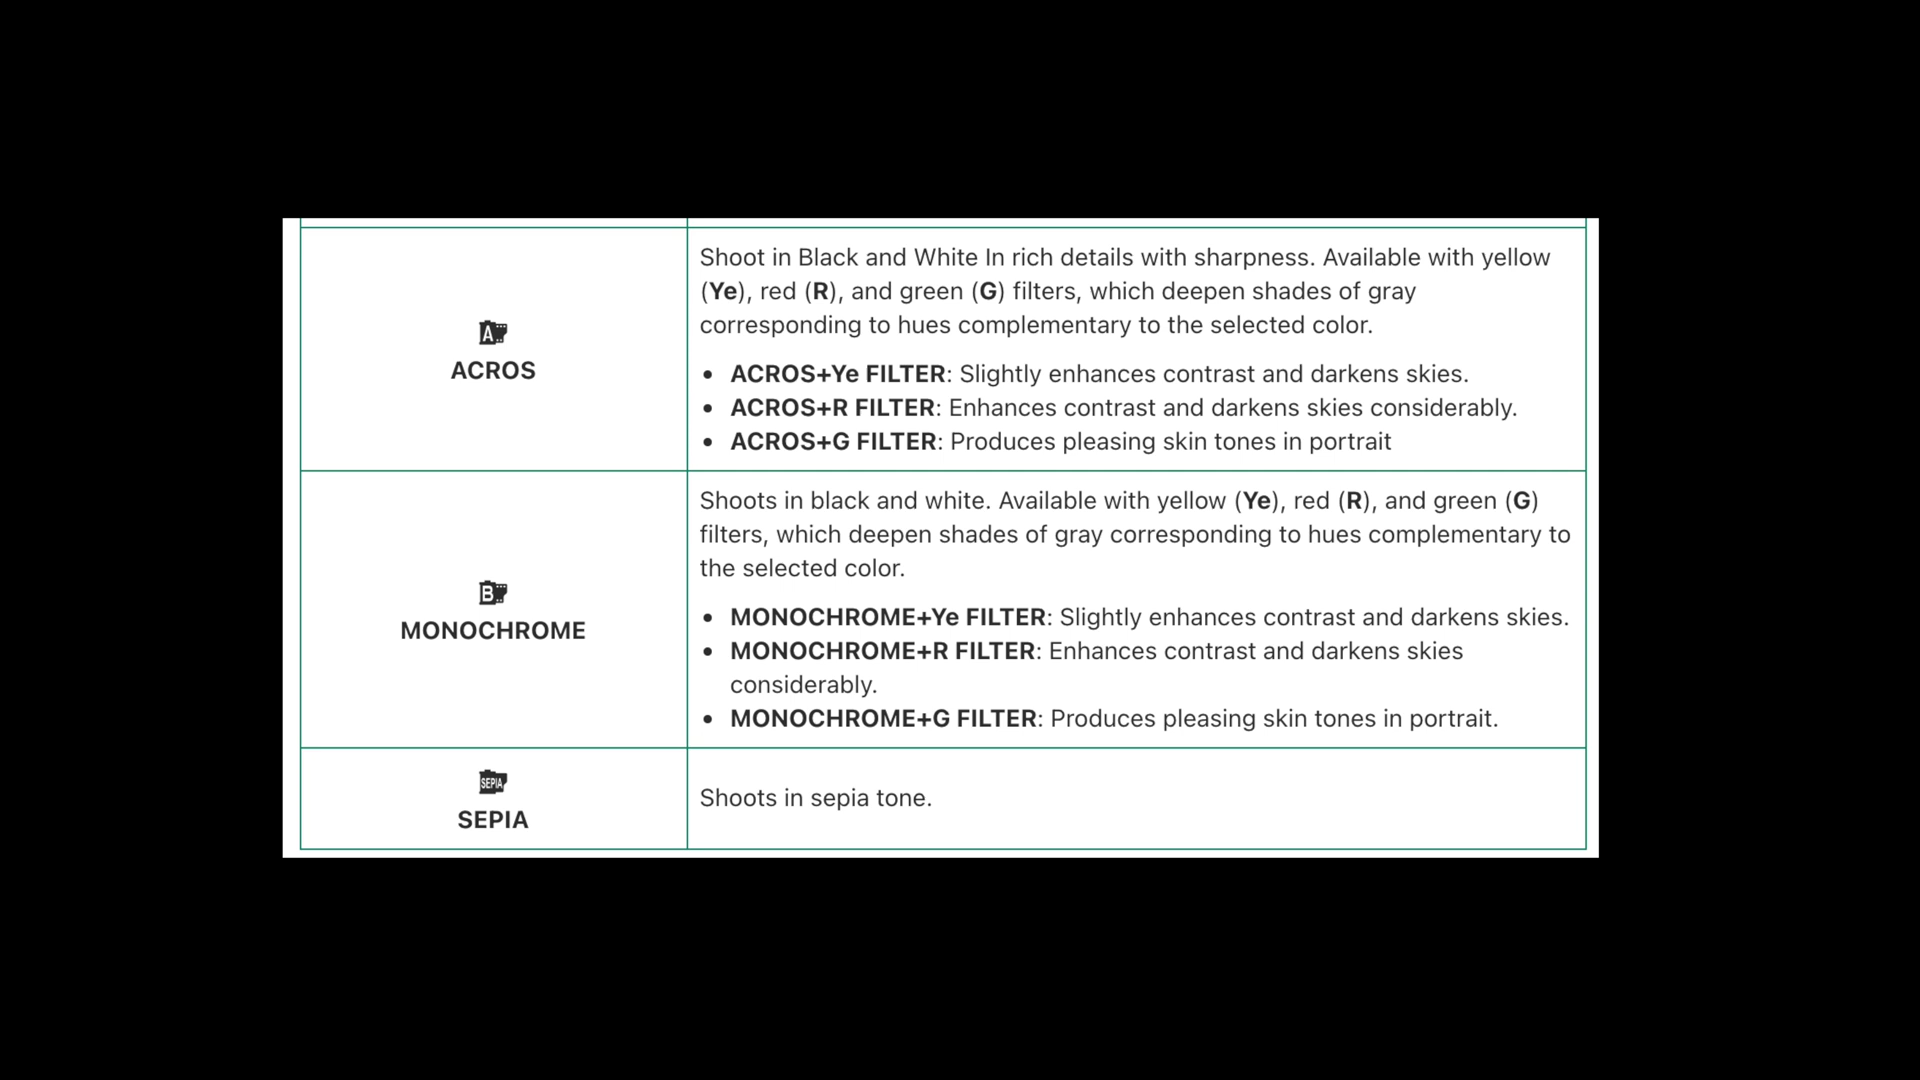 A
ACROS
Shoot in Black and White In rich details with sharpness. Available with yellow
(Ye), red (R), and green (G) filters, which deepen shades of gray
corresponding to hues complementary to the selected color.
• ACROS+Ye FILTER: Slightly enhances contrast and darkens skies.
• ACROS+R FILTER: Enhances contrast and darkens skies considerably.
• ACROS+G FILTER: Produces pleasing skin tones in portrait
B
MONOCHROME
Shoots in black and white. Available with yellow (Ye), red (R), and green (G)
filters, which deepen shades of gray corresponding to hues complementary to
the selected color.
• MONOCHROME+Ye FILTER: Slightly enhances contrast and darkens skies.
• MONOCHROME+R FILTER: Enhances contrast and darkens skies
considerably.
• MONOCHROME+G FILTER: Produces pleasing skin tones in portrait.
SEPIA
SEPIA
Shoots in sepia tone.